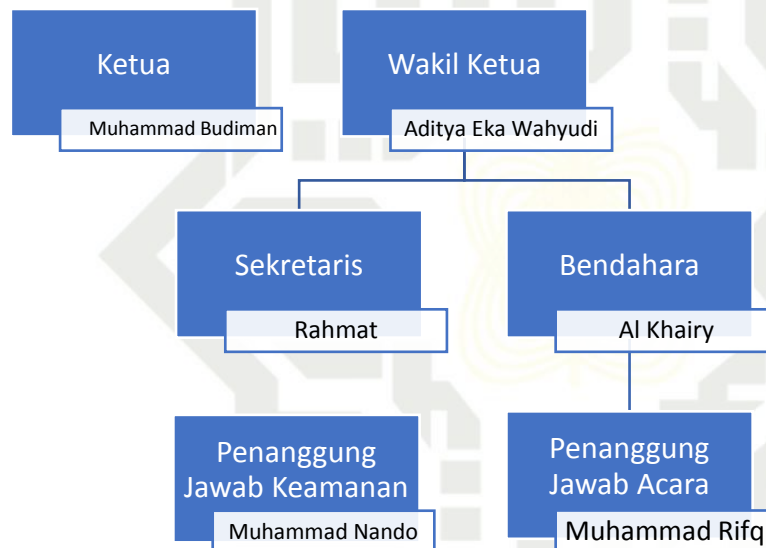 Ketua
Wakil Ketua
Muhammad Budiman
Aditya Eka Wahyudi
Sekretaris
Bendahara
Rahmat
Al Khairy
Penanggung
Jawab Keamanan
Penanggung
Jawab Acara
Muhammad Nando
Muhammad Rifq